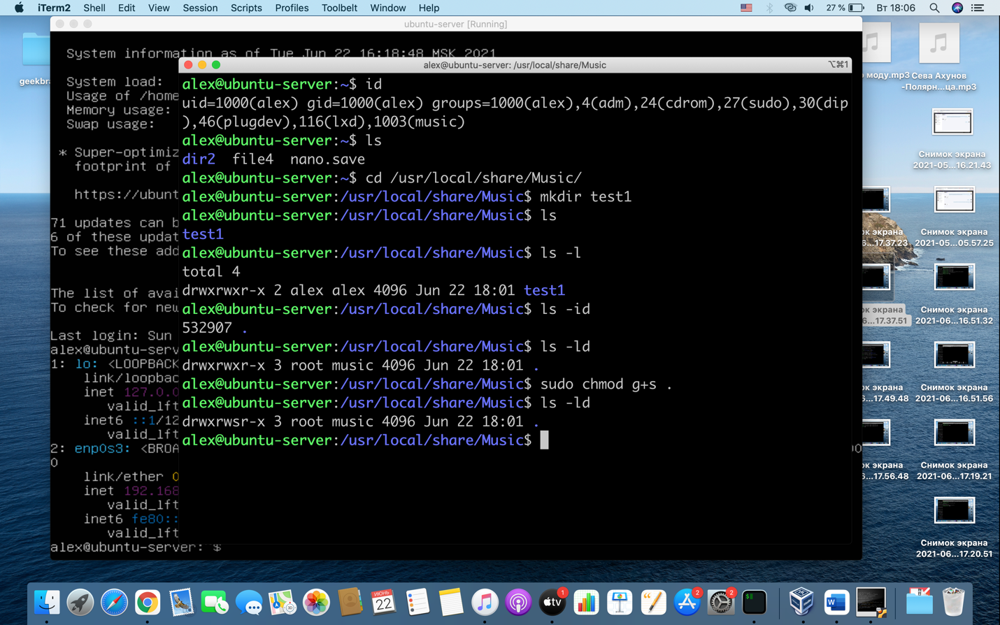 iTerm2 Shell Edit View Session Scripts Profiles Toolbelt Window Help 27 % Вт 18:06
ubuntu-server [Running]
System information as of Tue Jun 22 16:18:48 MSK 2021
System load:
Usage of /home
Memory usage:
Swap usage:
* Super-optimiz
footprint of
https://ubunt
71 updates can b
6 of these updat
To see these add
The list of avai
To check for new
Last login: Sun
alex@ubuntu-serv
1: lo: <LOOPBACK
link/loopbac
inet 127.0.0
valid_lft
inet6 ::1/12
valid_lft
2: enp0s3: <BROA
0
link/ether 0
inet 192.168
valid_lft
inet6 fe80::
valid_lft
alex@ubuntu-server:~$
alex@ubuntu-server: /usr/local/share/Music ⌥⌘1
alex@ubuntu-server:~$ id
uid=1000(alex) gid=1000(alex) groups=1000(alex),4(adm),24(cdrom),27(sudo),30(dip
),46(plugdev),116(lxd),1003(music)
alex@ubuntu-server:~$ ls
dir2 file4 nano.save
alex@ubuntu-server:~$ cd /usr/local/share/Music/
alex@ubuntu-server:/usr/local/share/Music$ mkdir test1
alex@ubuntu-server:/usr/local/share/Music$ ls
test1
alex@ubuntu-server:/usr/local/share/Music$ ls -l
total 4
drwxrwxr-x 2 alex alex 4096 Jun 22 18:01 test1
alex@ubuntu-server:/usr/local/share/Music$ ls -id
532907 .
alex@ubuntu-server:/usr/local/share/Music$ ls -ld
drwxrwxr-x 3 root music 4096 Jun 22 18:01 .
alex@ubuntu-server:/usr/local/share/Music$ sudo chmod g+s .
alex@ubuntu-server:/usr/local/share/Music$ ls -ld
drwxrwsr-x 3 root music 4096 Jun 22 18:01 .
alex@ubuntu-server:/usr/local/share/Music$
geekbra
моду.mp3
Сева Ахунов
-Полярн...ца.mp3
Снимок экрана
2021-05...16.21.43
ок экрана
6...17.37.23
Снимок экрана
2021-05...05.57.25
ок экрана
6...17.37.51
Снимок экрана
2021-06...16.51.32
ок экрана
6...17.49.48
Снимок экрана
2021-06...16.51.56
ок экрана
6...17.56.48
Снимок экрана
2021-06...17.19.21
Снимок экрана
2021-06...17.20.51
ИЮНЬ
22
tv
1
2
2
W